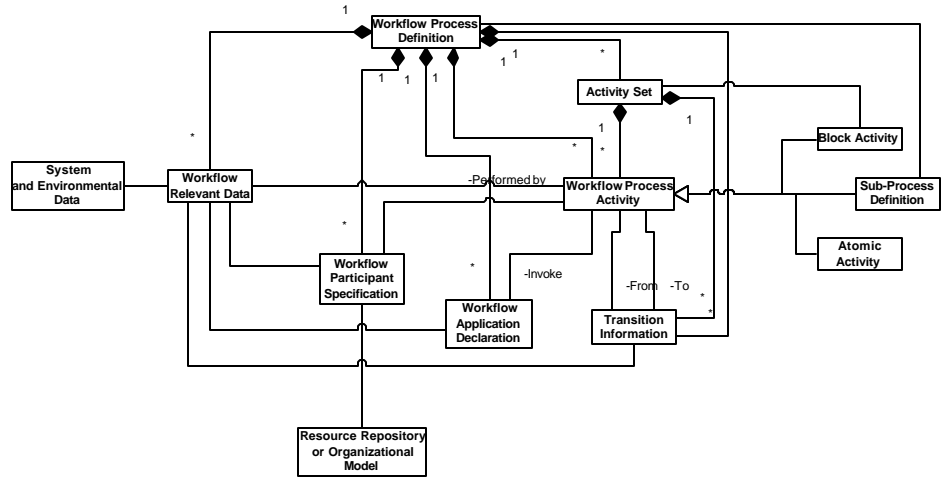 1
Workflow Process
Definition
1
1
1
1
1
*
Activity Set
1
1
*
*
*
Block Activity
System
and Environmental
Data
Workflow
Relevant Data
-Performed by
Workflow Process
Activity
Sub-Process
Definition
*
Atomic
Activity
Workflow
Participant
Specification
*
-Invoke
-From
-To
*
*
Workflow
Application
Declaration
Transition
Information
Resource Repository
or Organizational
Model